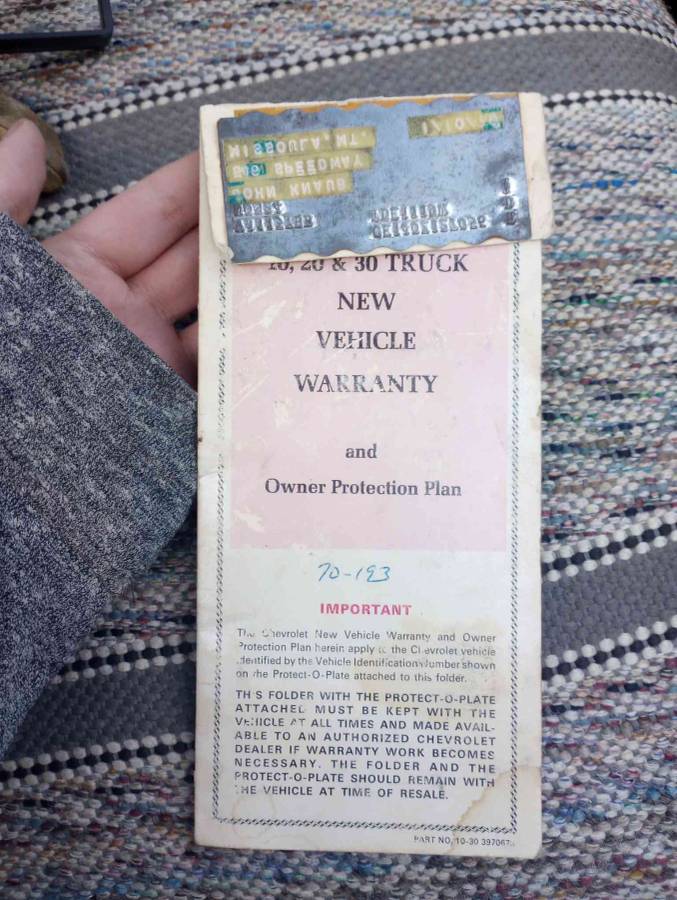 MISSOULA, MT.
SPEEDWAY
JOHN KNAUB
10, 20 & 30 TRUCK
NEW
VEHICLE
WARRANTY
and
Owner Protection Plan
70-193
IMPORTANT
The Chevrolet New Vehicle Warranty and Owner
Protection Plan herein apply to the Chevrolet vehicle
identified by the Vehicle Identification Number shown
on the Protect-O-Plate attached to this folder.
THIS FOLDER WITH THE PROTECT-O-PLATE
ATTACHED MUST BE KEPT WITH THE
VEHICLE AT ALL TIMES AND MADE AVAIL-
ABLE TO AN AUTHORIZED CHEVROLET
DEALER IF WARRANTY WORK BECOMES
NECESSARY. THE FOLDER AND THE
PROTECT-O-PLATE SHOULD REMAIN WITH
THE VEHICLE AT TIME OF RESALE.
PART NO. 10-30